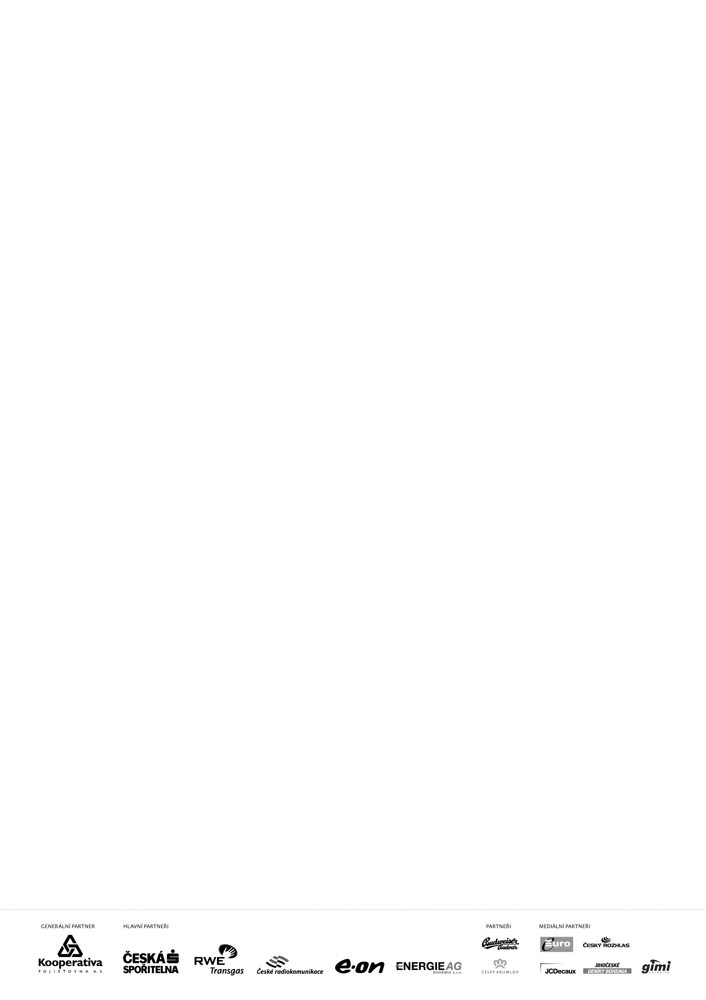 GENERÁLNÍ PARTNER
Kooperativa
POJIŠŤOVNA A.S.
HLAVNÍ PARTNEŘI
ČESKÁ
SPOŘITELNA
RWE
Transgas
České radiokomunikace
e·on
ENERGIE AG
BOHEMIA s.r.o.
PARTNEŘI
Budweiser
Budvar
ČESKÝ KRUMLOV
MEDIÁLNÍ PARTNEŘI
Euro
ČESKÝ ROZHLAS
JCDecaux
JIHOČESKÉ
DENÍKY BOHEMIA
gimi
TELEVIZE